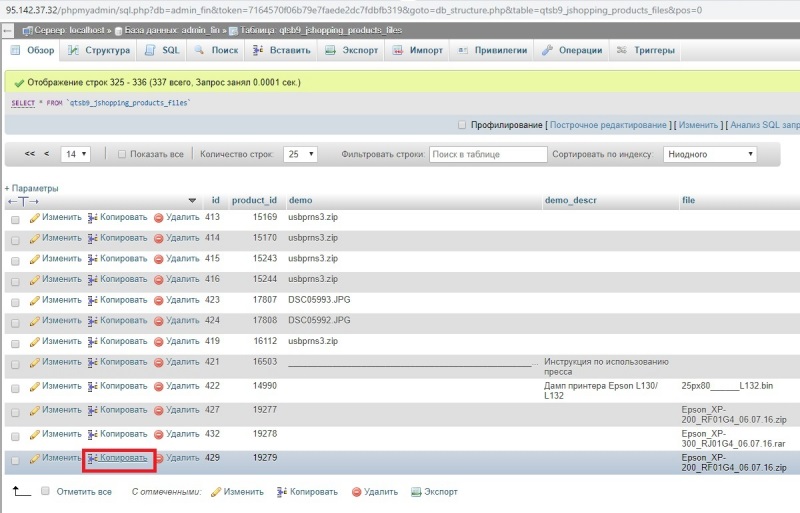 95.142.37.32/phpmyadmin/sql.php?db=admin_fin&token=7164570f06b79e7faede2dc7fdbfb319&goto=db_structure.php&table=qtsb9_jshopping_products_files&pos=0
Сервер: localhost » База данных: admin_fin » Таблица: qtsb9_jshopping_products_files
Обзор Структура SQL Поиск Вставить Экспорт Импорт Привилегии Операции Триггеры
Отображение строк 325 - 336 (337 всего, Запрос занял 0.0001 сек.)
SELECT * FROM `qtsb9_jshopping_products_files`
Профилирование [ Построчное редактирование ] [ Изменить ] [ Анализ SQL запр
<< < 14 Показать все Количество строк: 25 Фильтровать строки: Поиск в таблице Сортировать по индексу: Ниодного
+ Параметры
←T→ id product_id demo demo_descr file
Изменить Копировать Удалить 413 15169 usbprns3.zip
Изменить Копировать Удалить 414 15170 usbprns3.zip
Изменить Копировать Удалить 415 15243 usbprns3.zip
Изменить Копировать Удалить 416 15244 usbprns3.zip
Изменить Копировать Удалить 423 17807 DSC05993.JPG
Изменить Копировать Удалить 424 17808 DSC05992.JPG
Изменить Копировать Удалить 419 16112 usbprns3.zip
Изменить Копировать Удалить 421 16503 ______________________________________________... Инструкция по использованию
пресса
Изменить Копировать Удалить 422 14990 Дамп принтера Epson L130/ 25px80______L132.bin
L132
Изменить Копировать Удалить 427 19277 Epson_XP-
200_RF01G4_06.07.16.zip
Изменить Копировать Удалить 432 19278 Epson_XP-
300_RJ01G4_06.07.16.rar
Изменить Копировать Удалить 429 19279 Epson_XP-
200_RF01G4_06.07.16.zip
Отметить все С отмеченными: Изменить Копировать Удалить Экспорт